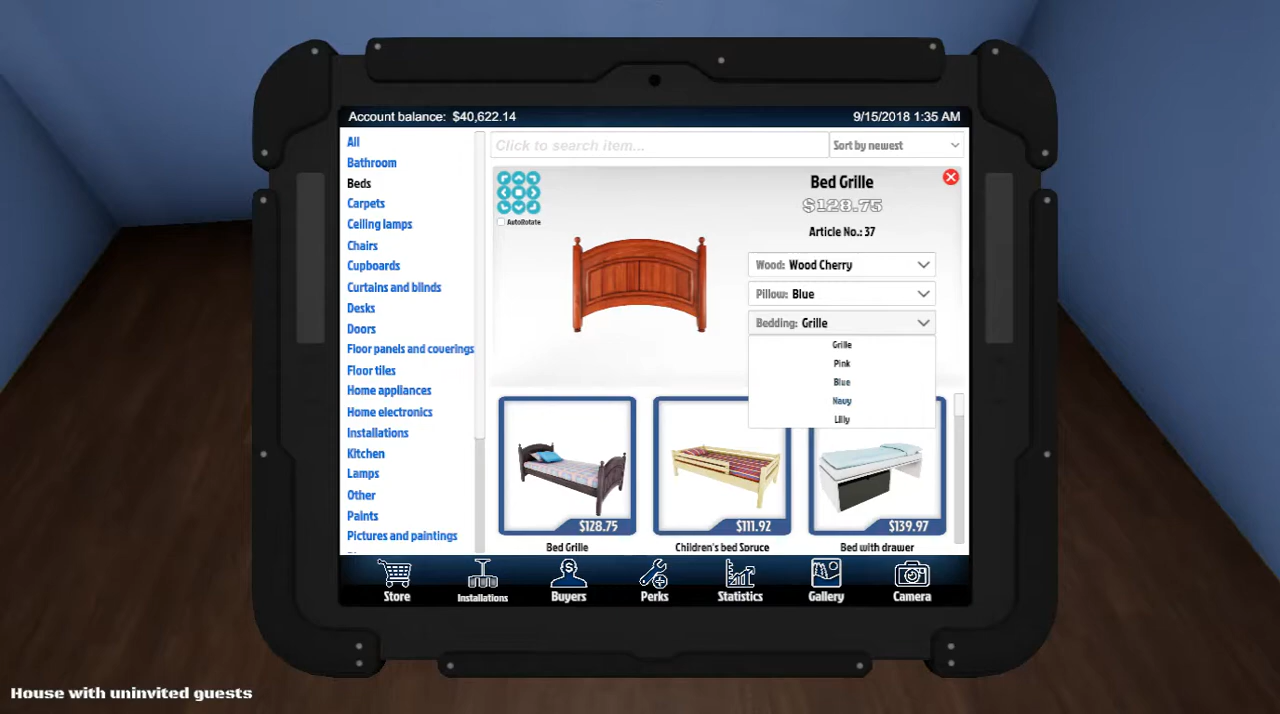 Account balance: $40,622.14
9/15/2018 1:35 AM
All
Bathroom
Beds
Carpets
Ceiling lamps
Chairs
Cupboards
Curtains and blinds
Desks
Doors
Floor panels and coverings
Floor tiles
Home appliances
Home electronics
Installations
Kitchen
Lamps
Other
Paints
Pictures and paintings
Click to search item...
Sort by newest
AutoRotate
Bed Grille
$128.75
Article No.: 37
Wood: Wood Cherry
Pillow: Blue
Bedding: Grille
Grille
Pink
Blue
Navy
Lilly
$128.75
Bed Grille
$111.92
Children's bed Spruce
$139.97
Bed with drawer
Store
Installations
Buyers
Perks
Statistics
Gallery
Camera
House with uninvited guests